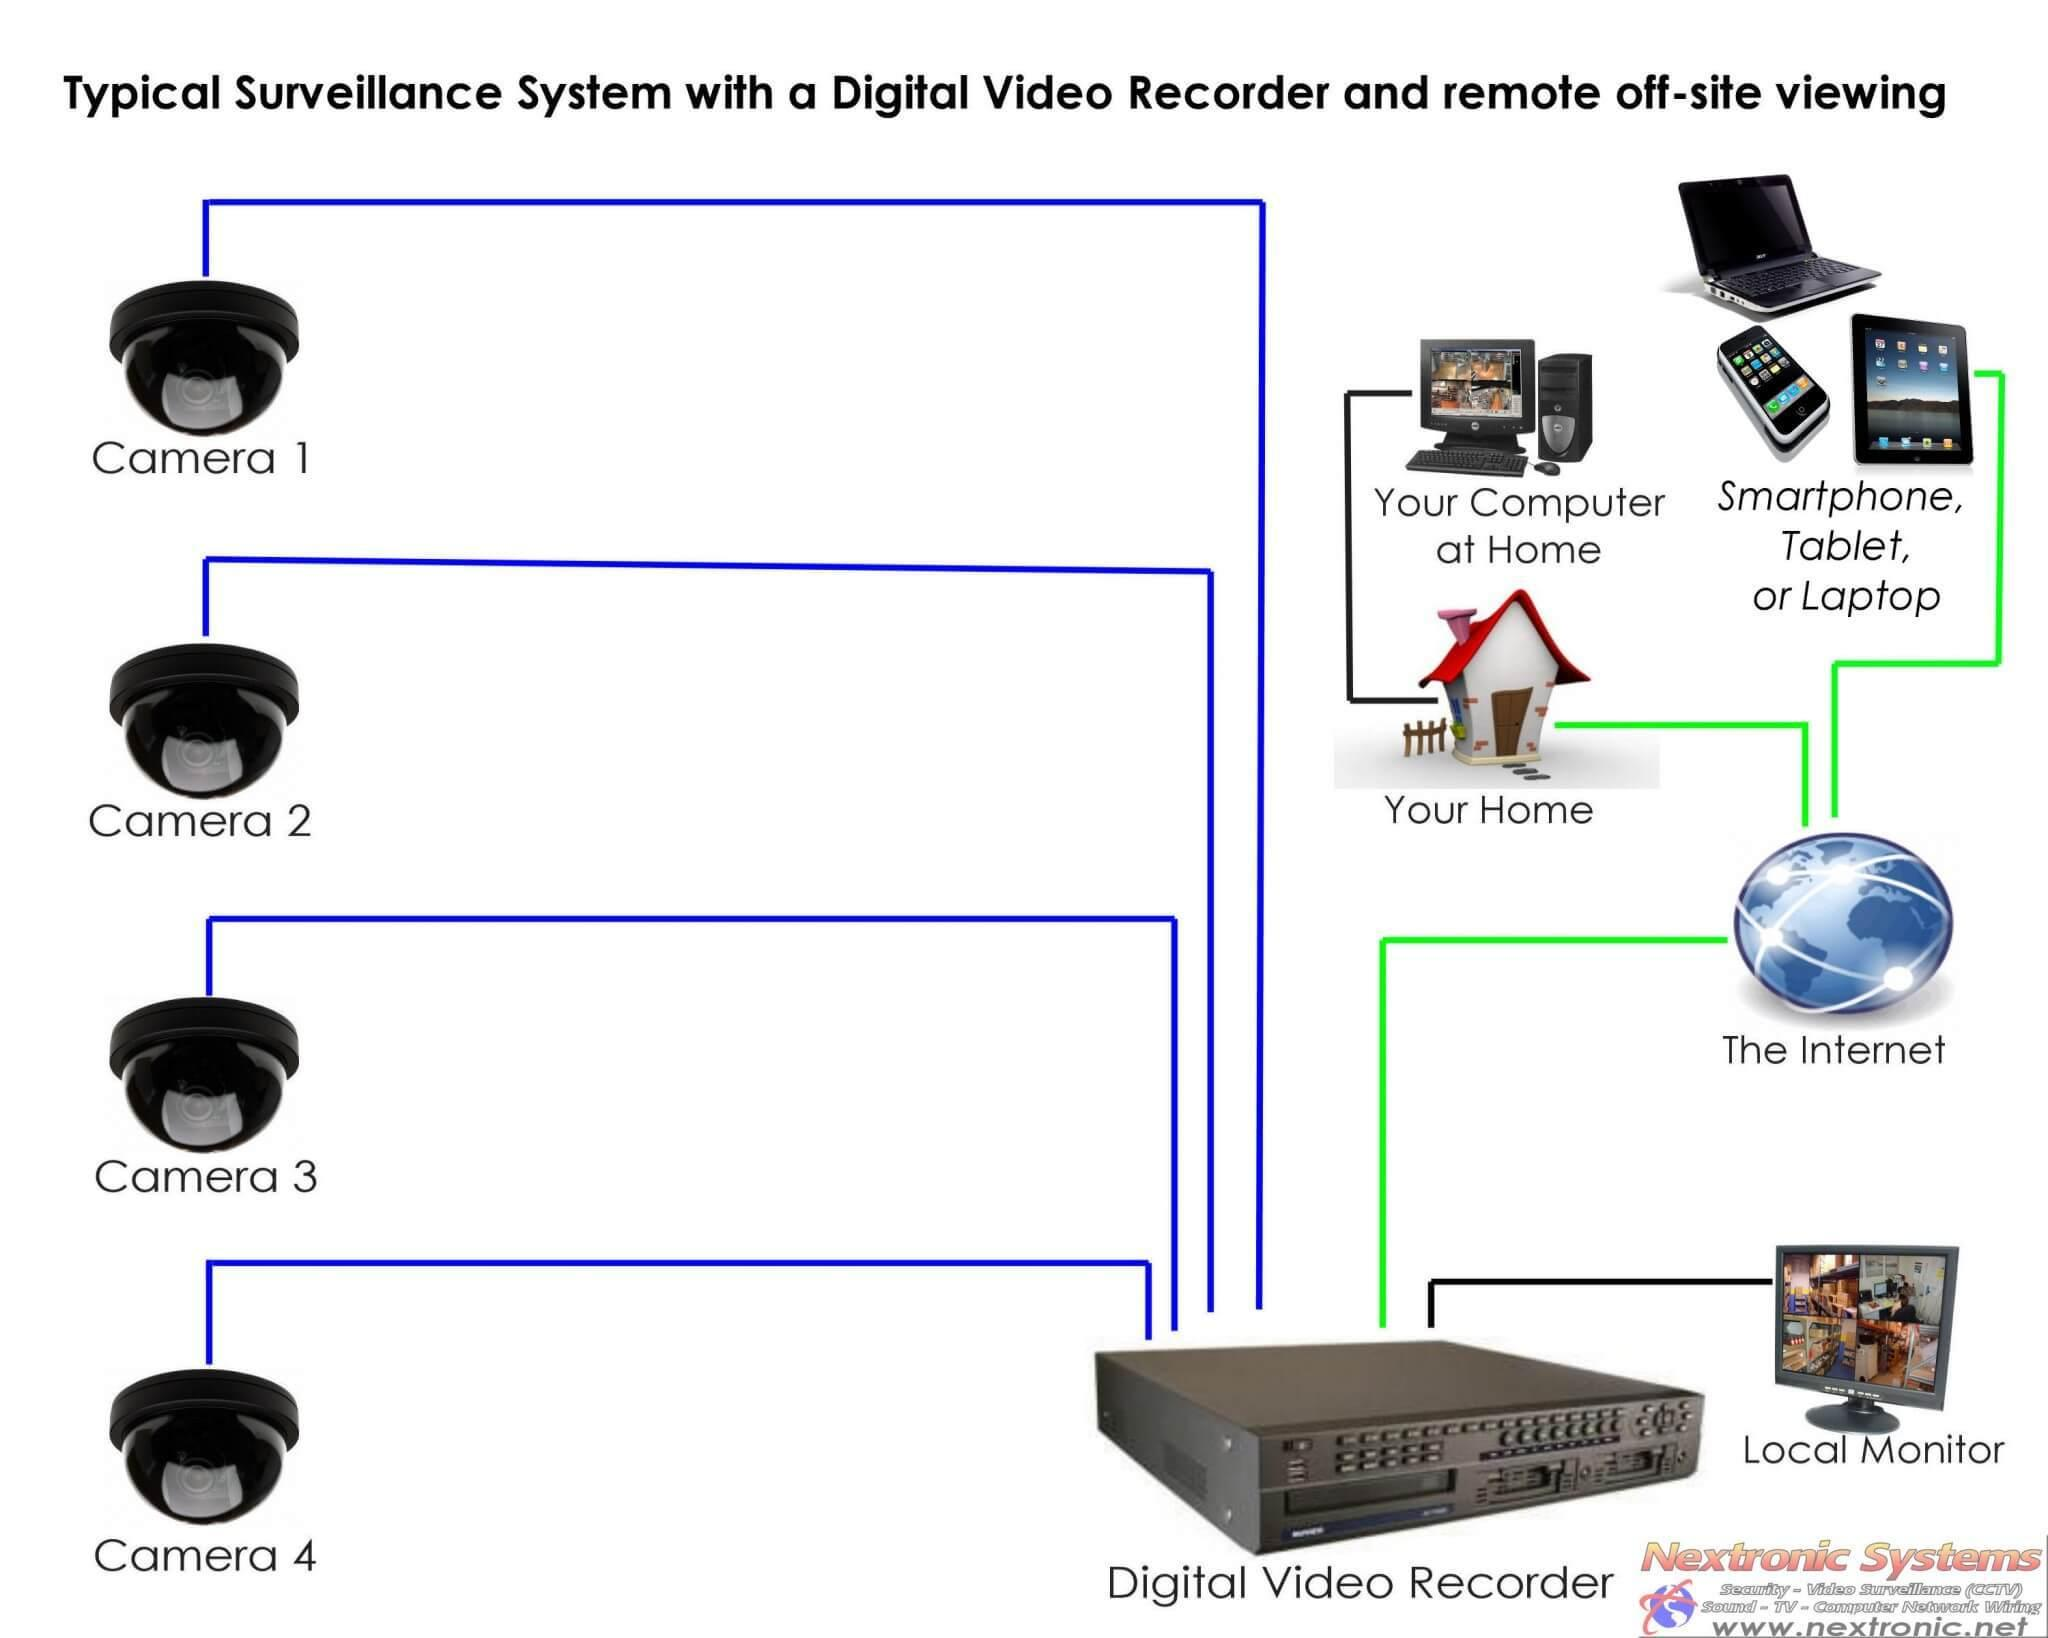 Typical Surveillance System with a Digital Video Recorder and remote off-site viewing
Camera 1
Your Computer
at Home
Smartphone,
Tablet,
or Laptop
Camera 2
Your Home
The Internet
Camera 3
Local Monitor
Camera 4
Digital Video Recorder
Nextronic Systems
Security - Video Surveillance (CCTV)
Sound - TV - Computer Network Wiring
www.nextronic.net